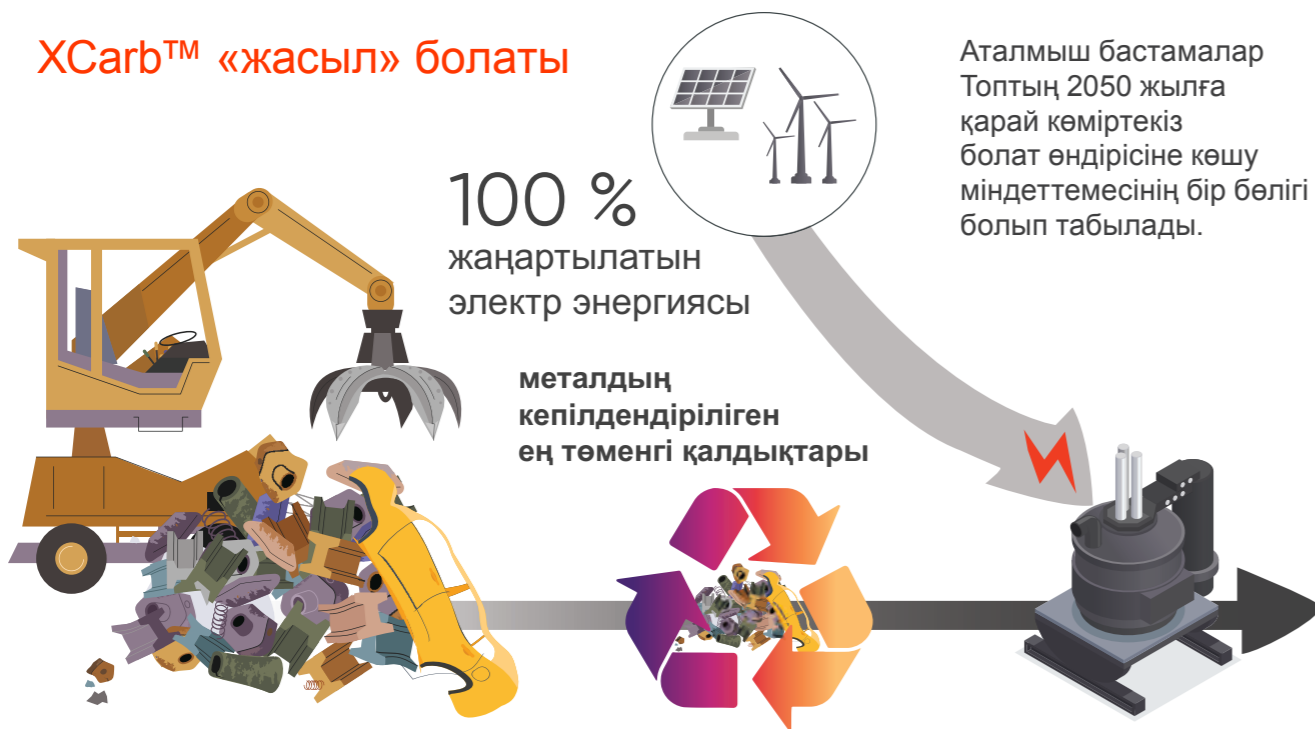 XCarb™ «жасыл» болаты
Аталмыш бастамалар
Топтың 2050 жылға
қарай көміртекіз
болат өндірісіне көшу
міндеттемесінің бір бөлігі
болып табылады.
100 %
жаңартылатын
электр энергиясы
металдың
кепілдендіріліген
ең төменгі қалдықтары